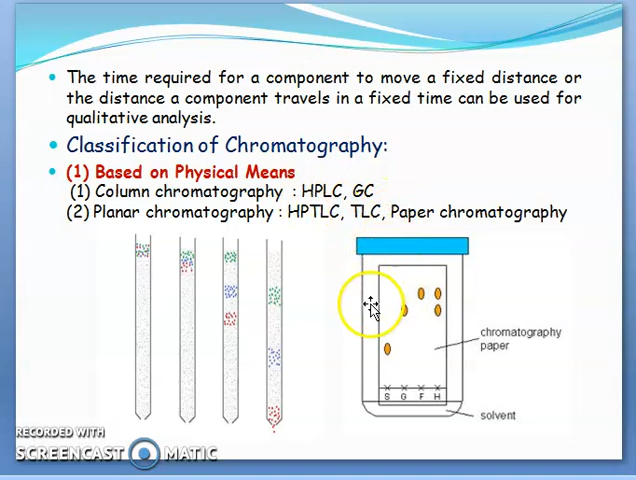 The time required for a component to move a fixed distance or
the distance a component travels in a fixed time can be used for
qualitative analysis.
Classification of Chromatography:
(1) Based on Physical Means
(1) Column chromatography : HPLC, GC
(2) Planar chromatography : HPTLC, TLC, Paper chromatography
chromatography
paper
S G F H
solvent
RECORDED WITH
SCREENCAST MATIC